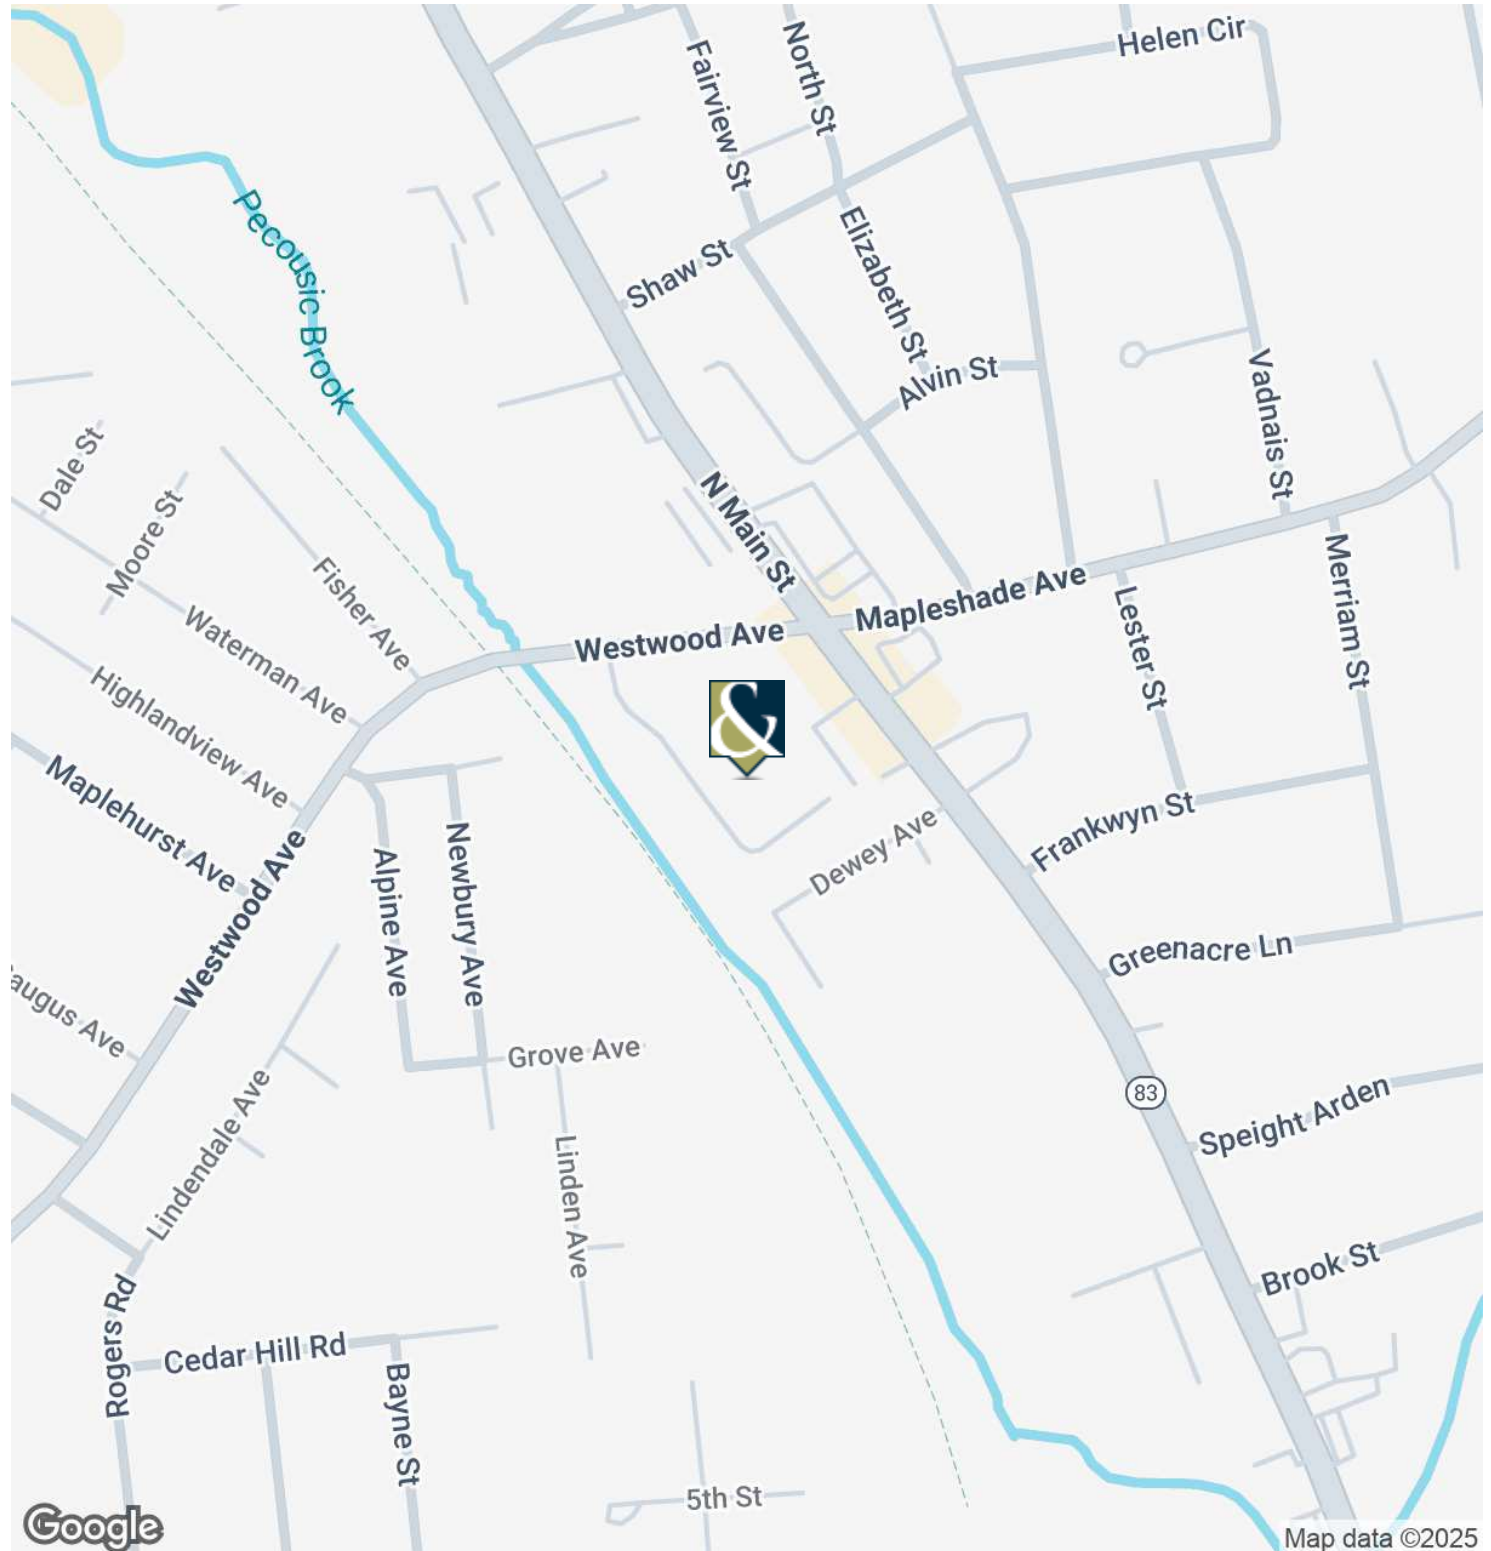 Helen Cir
North St
Fairview St
Pecousic Brook
Shaw St
Elizabeth St
Alvin St
Vadnais St
Dale St
Moore St
N Main St
Fisher Ave
Merriam St
Mapleshade Ave
Lester St
Westwood Ave
Waterman Ave
Highlandview Ave
&
Maplehurst Ave
Frankwyn St
Dewey Ave
Newbury Ave
Alpine Ave
Westwood Ave
Greenacre Ln
augus Ave
Grove Ave
83
Speight Arden
Lindendale Ave
Linden Ave
Brook St
Rogers Rd
Cedar Hill Rd
Bayne St
5th St
Google
Map data ©2025